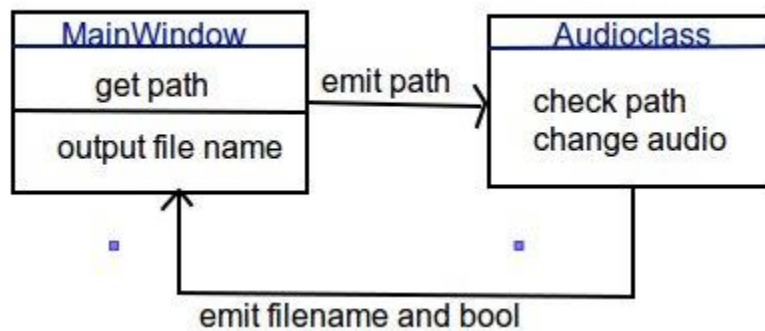 MainWindow
get path
output file name
emit path
Audioclass
check path
change audio
emit filename and bool